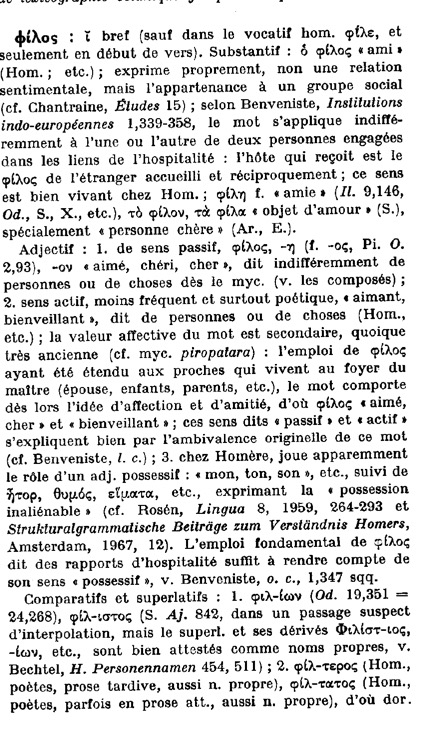 φίλος : ῐ bref (sauf dans le vocatif hom. φῖλε, et
seulement en début de vers). Substantif : ὁ φίλος « ami »
(Hom. ; etc.) ; exprime proprement, non une relation
sentimentale, mais l'appartenance à un groupe social
(cf. Chantraine, Études 15) ; selon Benveniste, Institutions
indo-européennes 1,339-358, le mot s'applique indiffé-
remment à l'une ou l'autre de deux personnes engagées
dans les liens de l'hospitalité : l'hôte qui reçoit est le
φίλος de l'étranger accueilli et réciproquement ; ce sens
est bien vivant chez Hom. ; φίλη f. « amie » (Il. 9,146,
Od., S., X., etc.), τὸ φίλον, τὰ φίλα « objet d'amour » (S.),
spécialement « personne chère » (Ar., E.).
Adjectif : 1. de sens passif, φίλος, -η (f. -ος, Pi. O.
2,93), -ον « aimé, chéri, cher », dit indifféremment de
personnes ou de choses dès le myc. (v. les composés) ;
2. sens actif, moins fréquent et surtout poétique, « aimant,
bienveillant », dit de personnes ou de choses (Hom.,
etc.) ; la valeur affective du mot est secondaire, quoique
très ancienne (cf. myc. piropatara) : l'emploi de φίλος
ayant été étendu aux proches qui vivent au foyer du
maître (épouse, enfants, parents, etc.), le mot comporte
dès lors l'idée d'affection et d'amitié, d'où φίλος « aimé,
cher » et « bienveillant » ; ces sens dits « passif » et « actif »
s'expliquent bien par l'ambivalence originelle de ce mot
(cf. Benveniste, l. c.) ; 3. chez Homère, joue apparemment
le rôle d'un adj. possessif : « mon, ton, son », etc., suivi de
ἦτορ, θυμός, εἵματα, etc., exprimant la « possession
inaliénable » (cf. Rosén, Lingua 8, 1959, 264-293 et
Strukturalgrammatische Beiträge zum Verständnis Homers,
Amsterdam, 1967, 12). L'emploi fondamental de φίλος
dit des rapports d'hospitalité suffit à rendre compte de
son sens « possessif », v. Benveniste, o. c., 1,347 sqq.
Comparatifs et superlatifs : 1. φιλ-ίων (Od. 19,351 =
24,268), φίλ-ιστος (S. Aj. 842, dans un passage suspect
d'interpolation, mais le superl. et ses dérivés Φιλίστ-ιος,
-ίων, etc., sont bien attestés comme noms propres, v.
Bechtel, H. Personennamen 454, 511) ; 2. φίλ-τερος (Hom.,
poètes, prose tardive, aussi n. propre), φίλ-τατος (Hom.,
poètes, parfois en prose att., aussi n. propre), d'où dor.